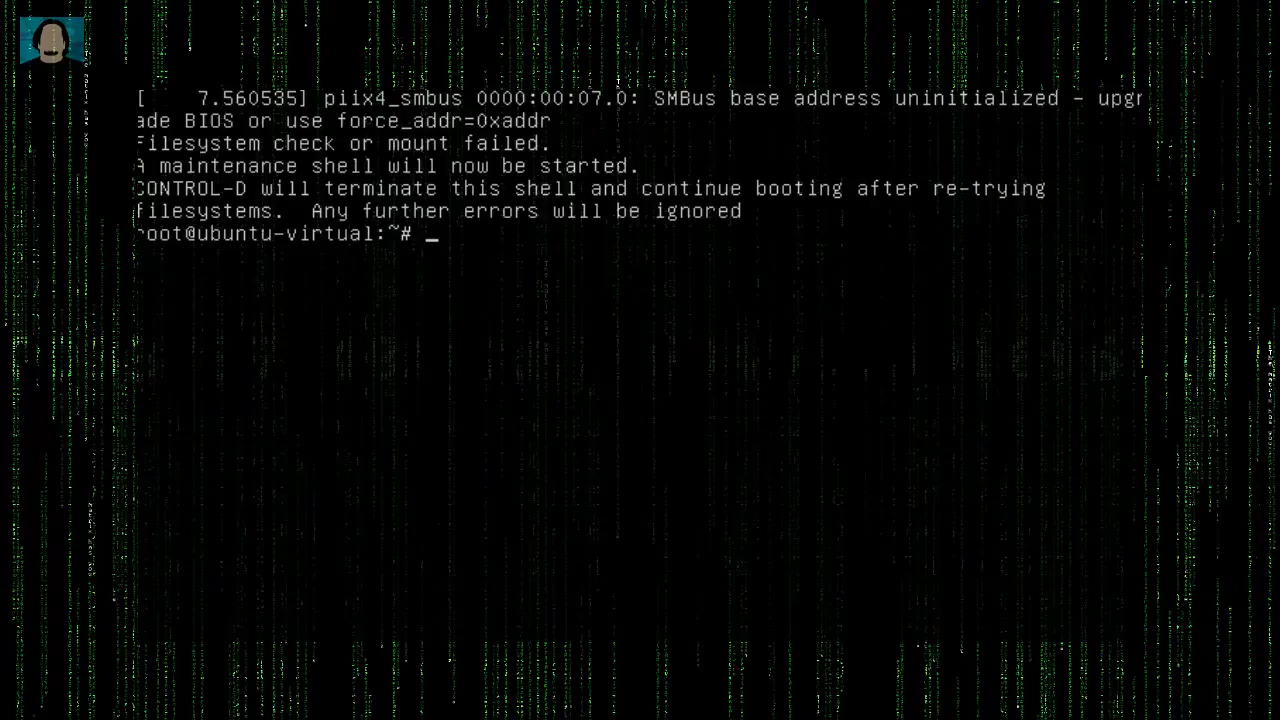 [    7.560535] piix4_smbus 0000:00:07.0: SMBus base address uninitialized - upgr
ade BIOS or use force_addr=0xaddr
Filesystem check or mount failed.
A maintenance shell will now be started.
CONTROL-D will terminate this shell and continue booting after re-trying
filesystems.  Any further errors will be ignored
root@ubuntu-virtual:~# _